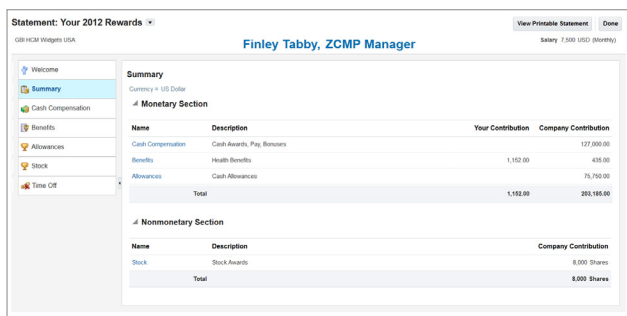 Statement: Your 2012 Rewards
View Printable Statement Done
GBI HCM Widgets USA
Finley Tabby, ZCMP Manager
Salary 7,500 USD (Monthly)
Welcome
Summary
Cash Compensation
Benefits
Allowances
Stock
Time Off
Summary
Currency = US Dollar
Monetary Section
Name Description Your Contribution Company Contribution
Cash Compensation Cash Awards, Pay, Bonuses 127,000.00
Benefits Health Benefits 1,152.00 435.00
Allowances Cash Allowances 75,750.00
Total 1,152.00 203,185.00
Nonmonetary Section
Name Description Company Contribution
Stock Stock Awards 8,000 Shares
Total 8,000 Shares